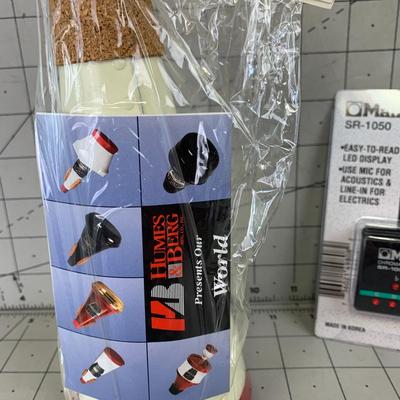 HUMES
& BERG
Presents Our
World
SR-1050
•EASY-TO-READ
LED DISPLAY
•USE MIC FOR
ACOUSTICS &
LINE-IN FOR
ELECTRICS
MADE IN KOREA